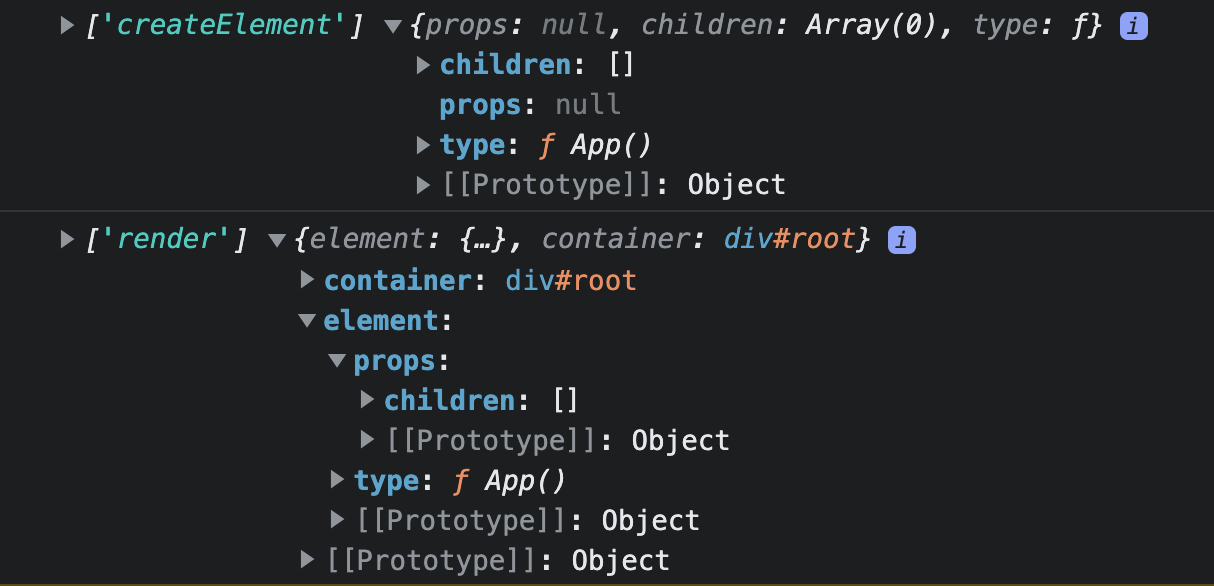 ▶ ['createElement'] ▼ {props: null, children: Array(0), type: ƒ} i
▶ children: []
props: null
▶ type: ƒ App()
▶ [[Prototype]]: Object
▶ ['render'] ▼ {element: {…}, container: div#root} i
▶ container: div#root
▼ element:
▼ props:
▶ children: []
▶ [[Prototype]]: Object
▶ type: ƒ App()
▶ [[Prototype]]: Object
▶ [[Prototype]]: Object